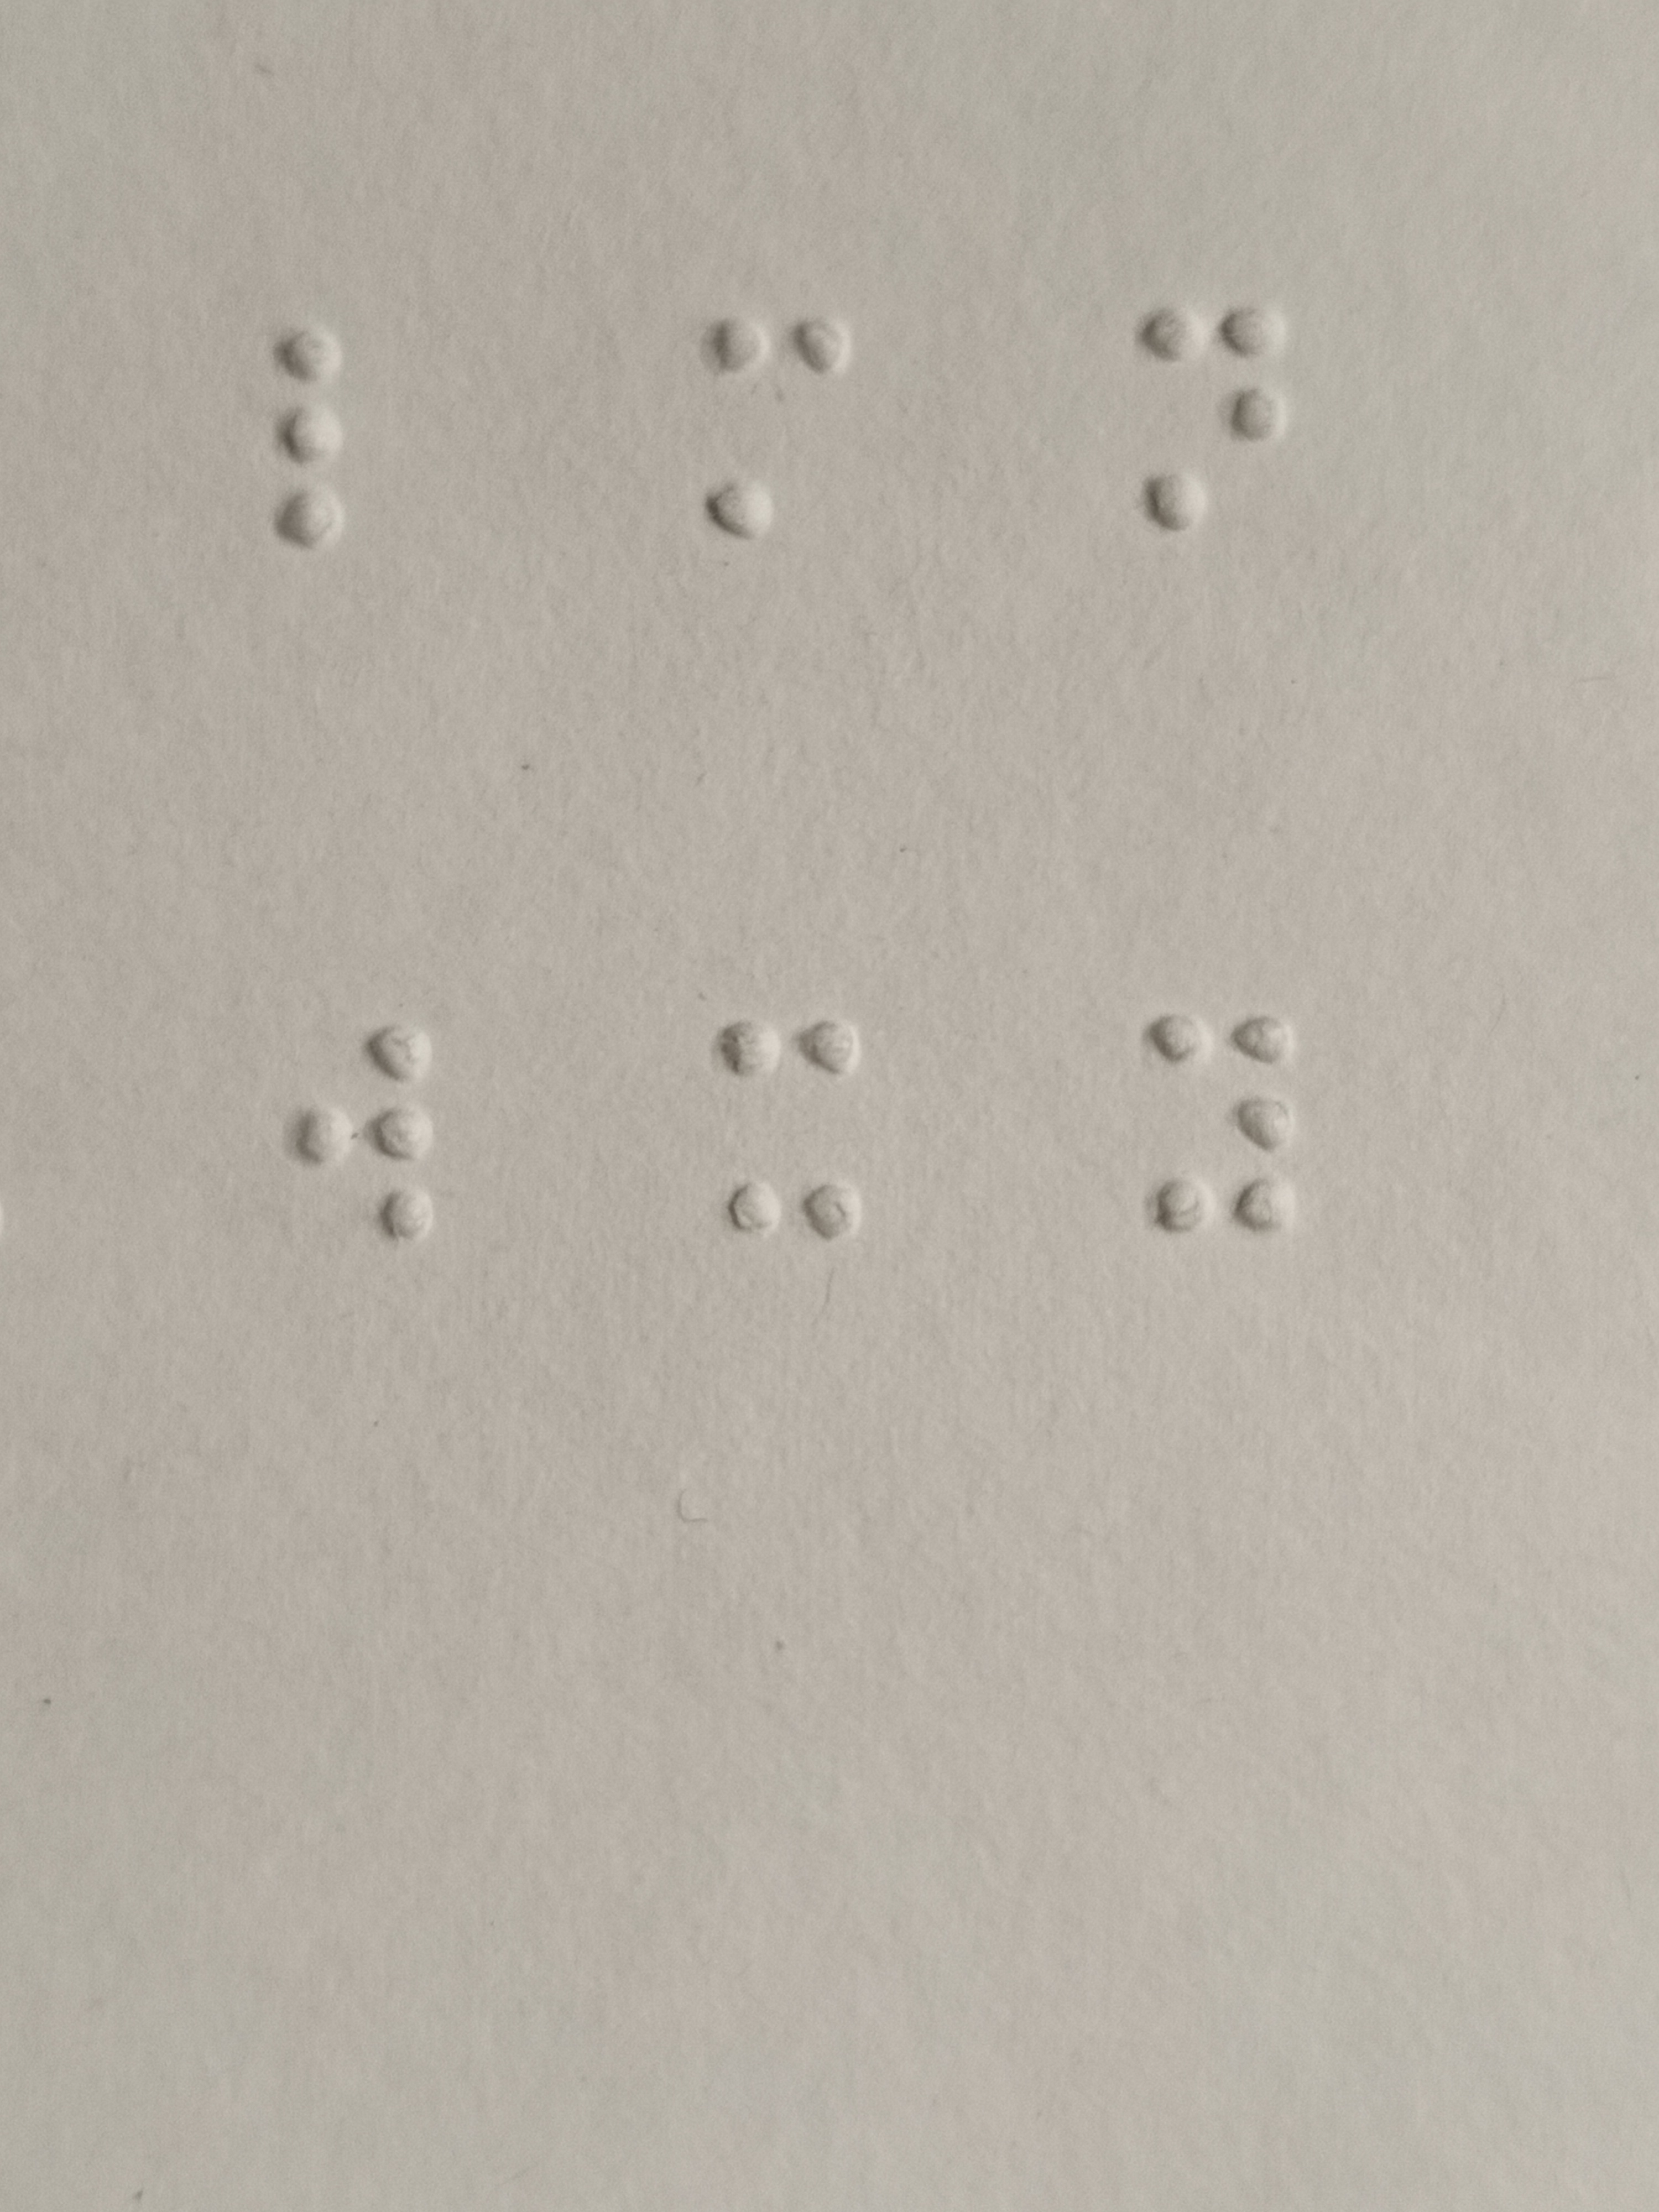 ⠇ ⠍ ⠝
⠺ ⠭ ⠽